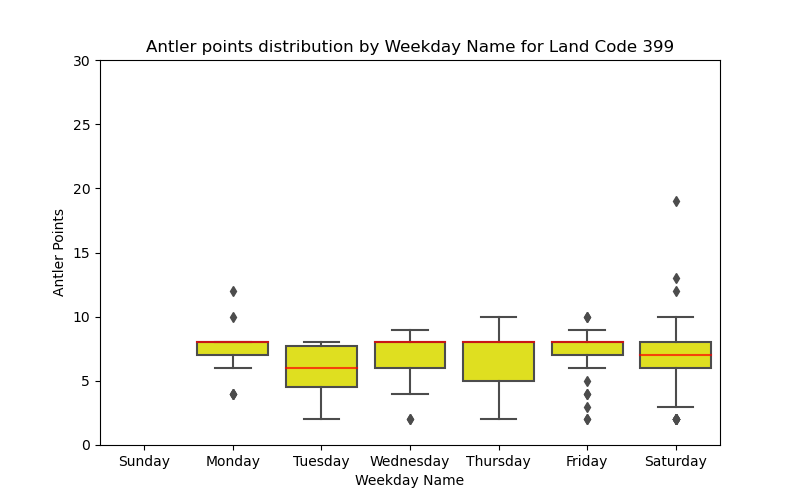 Antler points distribution by Weekday Name for Land Code 399
30
25
20
15
10
5
0
Antler Points
Sunday Monday Tuesday Wednesday Thursday Friday Saturday
Weekday Name